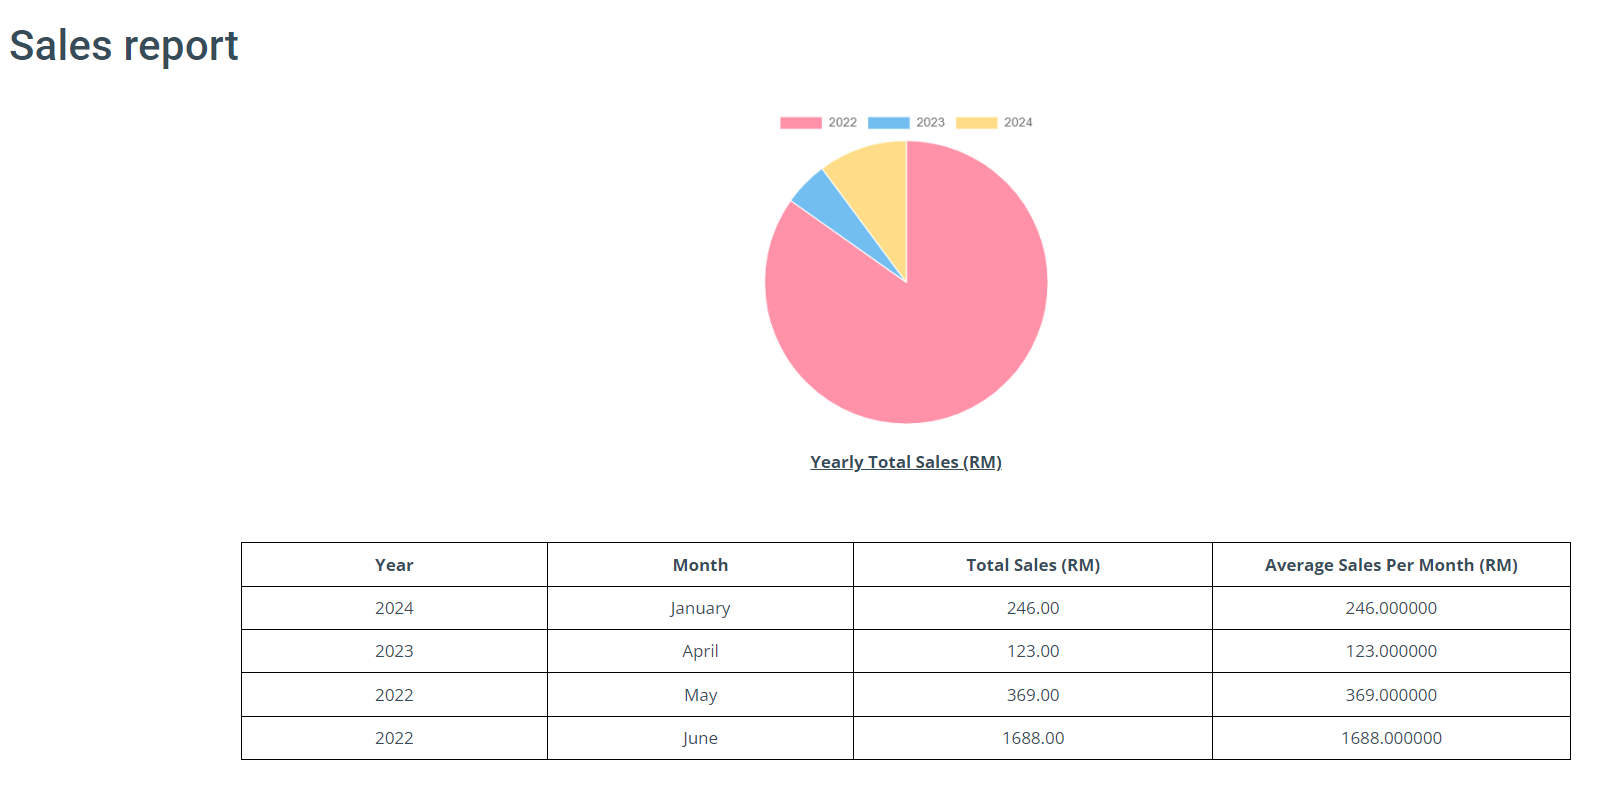 Sales report
2022 2023 2024
Yearly Total Sales (RM)
Year Month Total Sales (RM) Average Sales Per Month (RM)
2024 January 246.00 246.000000
2023 April 123.00 123.000000
2022 May 369.00 369.000000
2022 June 1688.00 1688.000000